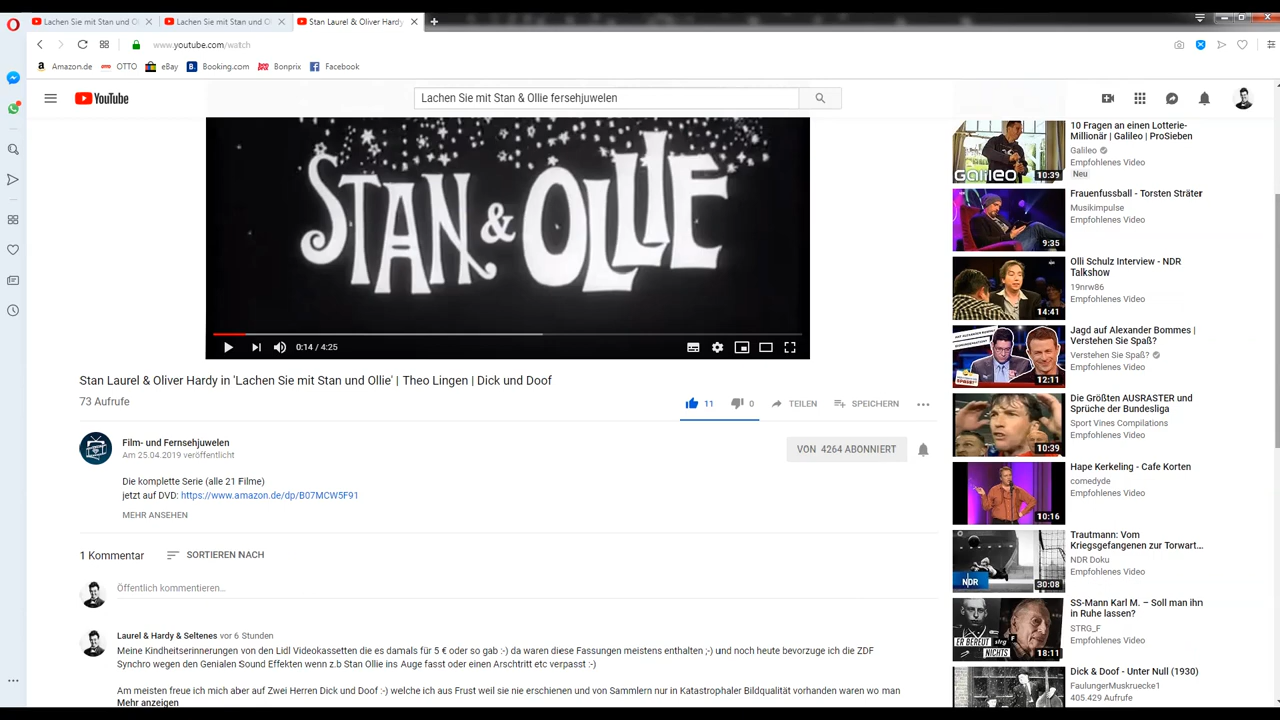 Lachen Sie mit Stan und O
Lachen Sie mit Stan und O
Stan Laurel & Oliver Hardy
www.youtube.com/watch
Amazon.de
OTTO
eBay
Booking.com
Bonprix
Facebook
YouTube
Lachen Sie mit Stan & Ollie fersehjuwelen
STAN & OLLIE
0:14 / 4:25
Stan Laurel & Oliver Hardy in 'Lachen Sie mit Stan und Ollie' | Theo Lingen | Dick und Doof
73 Aufrufe
11
0
TEILEN
SPEICHERN
Film- und Fernsehjuwelen
Am 25.04.2019 veröffentlicht
VON 4264 ABONNIERT
Die komplette Serie (alle 21 Filme)
jetzt auf DVD: https://www.amazon.de/dp/B07MCW5F91
MEHR ANSEHEN
1 Kommentar
SORTIEREN NACH
Öffentlich kommentieren...
Laurel & Hardy & Seltenes vor 6 Stunden
Meine Kindheitserinnerungen von den Lidl Videokassetten die es damals für 5 € oder so gab :-) da waren diese Fassungen meistens enthalten ;-) und noch heute bevorzuge ich die ZDF
Synchro wegen den Genialen Sound Effekten wenn z.b Stan Ollie ins Auge fasst oder einen Arschtritt etc verpasst :-)
Am meisten freue ich mich aber auf Zwei Herren Dick und Doof :-) welche ich aus Frust weil sie nie erschienen und von Sammlern nur in Katastrophaler Bildqualität vorhanden waren wo man
Mehr anzeigen
10 Fragen an einen Lotterie-
Millionär | Galileo | ProSieben
Galileo
Empfohlenes Video
Neu
GALILEO
10:39
Frauenfussball - Torsten Sträter
Musikimpulse
Empfohlenes Video
9:35
Olli Schulz Interview - NDR
Talkshow
19nrw86
Empfohlenes Video
14:41
Jagd auf Alexander Bommes |
Verstehen Sie Spaß?
Verstehen Sie Spaß?
Empfohlenes Video
12:11
Die Größten AUSRASTER und
Sprüche der Bundesliga
Sport Vines Compilations
Empfohlenes Video
10:39
Hape Kerkeling - Cafe Korten
comedyde
Empfohlenes Video
10:16
Trautmann: Vom
Kriegsgefangenen zur Torwart...
NDR Doku
Empfohlenes Video
NDR
30:08
SS-Mann Karl M. – Soll man ihn
in Ruhe lassen?
STRG_F
Empfohlenes Video
ER BEREUT
NICHTS
strg_F
18:11
Dick & Doof - Unter Null (1930)
FaulungerMuskruecke1
405.429 Aufrufe